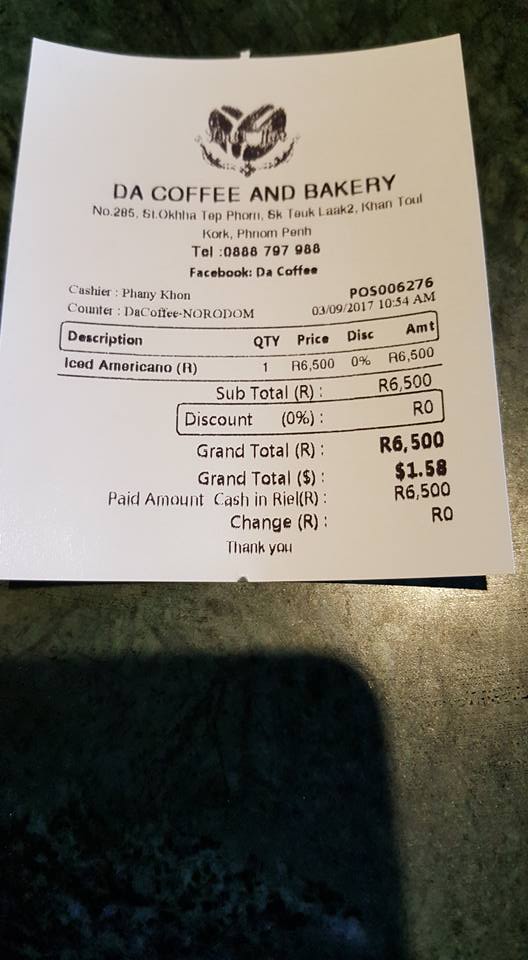 DA COFFEE AND BAKERY
No.285, St.Okhha Tep Phorn, Sk Teuk Laak2, Khan Toul
Kork, Phnom Penh
Tel :0888 797 988
Facebook: Da Coffee
Cashier : Phany Khon POS006276
Counter : DaCoffee-NORODOM 03/09/2017 10:54 AM
Description QTY Price Disc Amt
Iced Americano (R) 1 R6,500 0% R6,500
Sub Total (R) : R6,500
Discount (0%) : R0
Grand Total (R) : R6,500
Grand Total ($) : $1.58
Paid Amount Cash in Riel(R) : R6,500
Change (R) : R0
Thank you